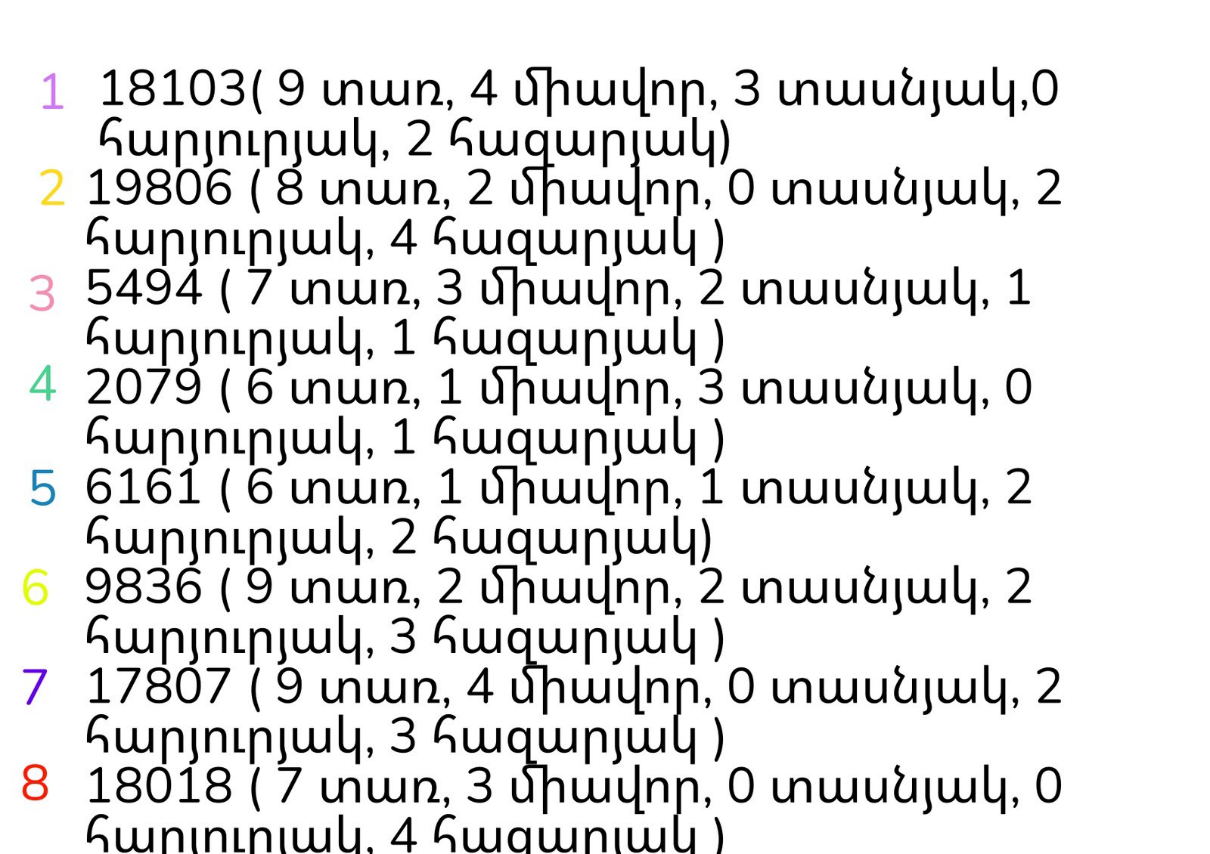 1 18103( 9 տառ, 4 միավոր, 3 տասնյակ,0
հարյուրյակ, 2 հազարյակ)
2 19806 ( 8 տառ, 2 միավոր, 0 տասնյակ, 2
հարյուրյակ, 4 հազարյակ )
3 5494 ( 7 տառ, 3 միավոր, 2 տասնյակ, 1
հարյուրյակ, 1 հազարյակ )
4 2079 ( 6 տառ, 1 միավոր, 3 տասնյակ, 0
հարյուրյակ, 1 հազարյակ )
5 6161 ( 6 տառ, 1 միավոր, 1 տասնյակ, 2
հարյուրյակ, 2 հազարյակ)
6 9836 ( 9 տառ, 2 միավոր, 2 տասնյակ, 2
հարյուրյակ, 3 հազարյակ )
7 17807 ( 9 տառ, 4 միավոր, 0 տասնյակ, 2
հարյուրյակ, 3 հազարյակ )
8 18018 ( 7 տառ, 3 միավոր, 0 տասնյակ, 0
հարյուրյակ, 4 հազարյակ )